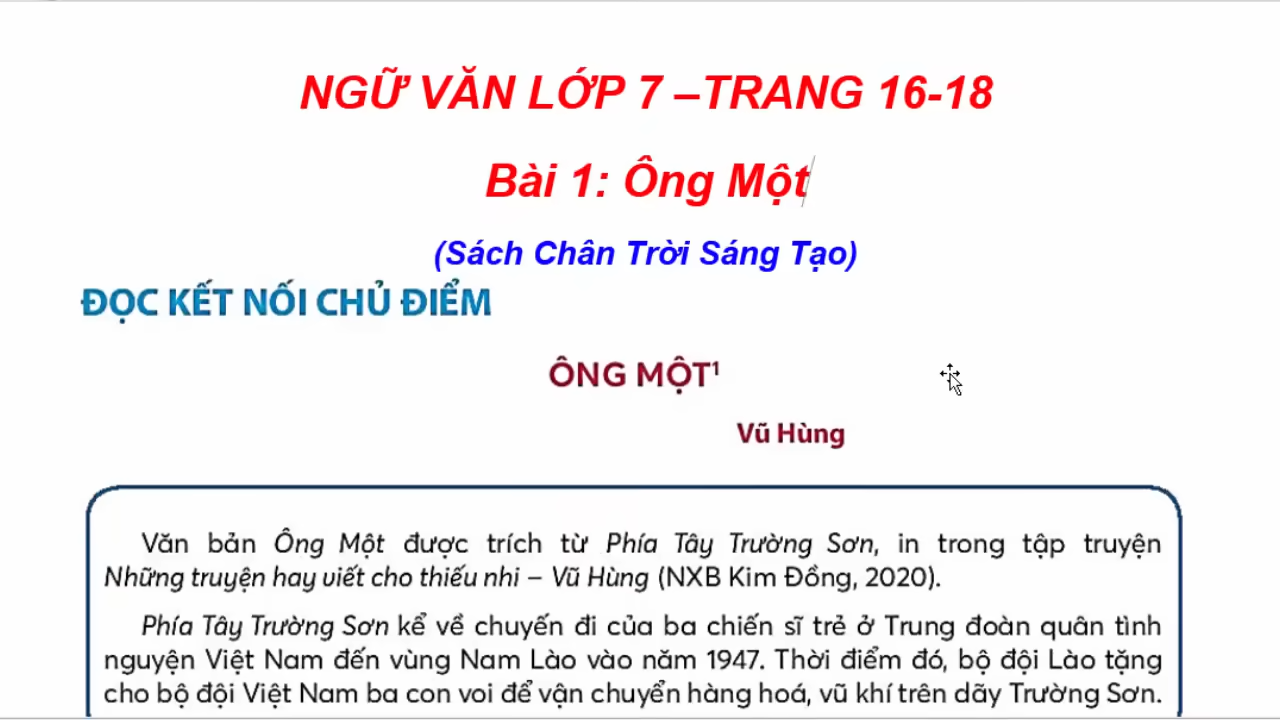 NGỮ VĂN LỚP 7 –TRANG 16-18
Bài 1: Ông Một
(Sách Chân Trời Sáng Tạo)
ĐỌC KẾT NỐI CHỦ ĐIỂM
ÔNG MỘT¹
Vũ Hùng
Văn bản Ông Một được trích từ Phía Tây Trường Sơn, in trong tập truyện
Những truyện hay viết cho thiếu nhi – Vũ Hùng (NXB Kim Đồng, 2020).
Phía Tây Trường Sơn kể về chuyến đi của ba chiến sĩ trẻ ở Trung đoàn quân tình
nguyện Việt Nam đến vùng Nam Lào vào năm 1947. Thời điểm đó, bộ đội Lào tặng
cho bộ đội Việt Nam ba con voi để vận chuyển hàng hoá, vũ khí trên dãy Trường Sơn.